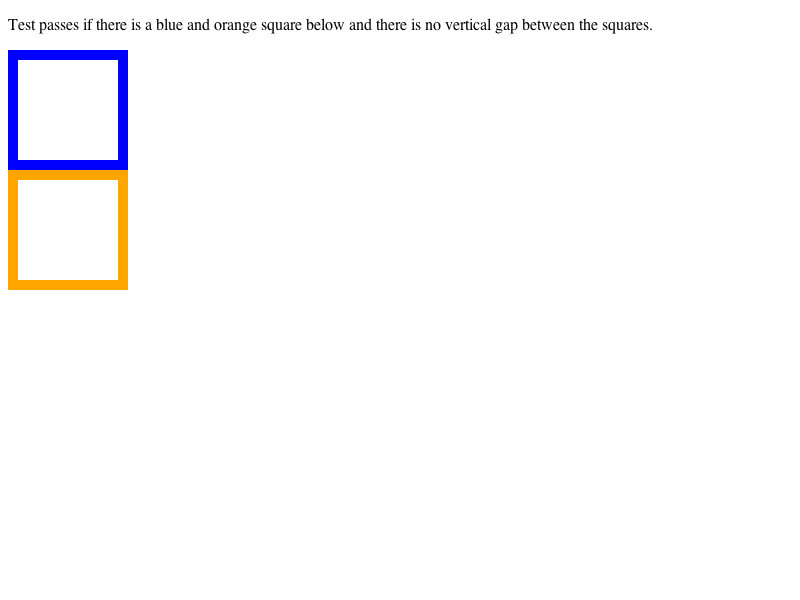 Test passes if there is a blue and orange square below and there is no vertical gap between the squares.